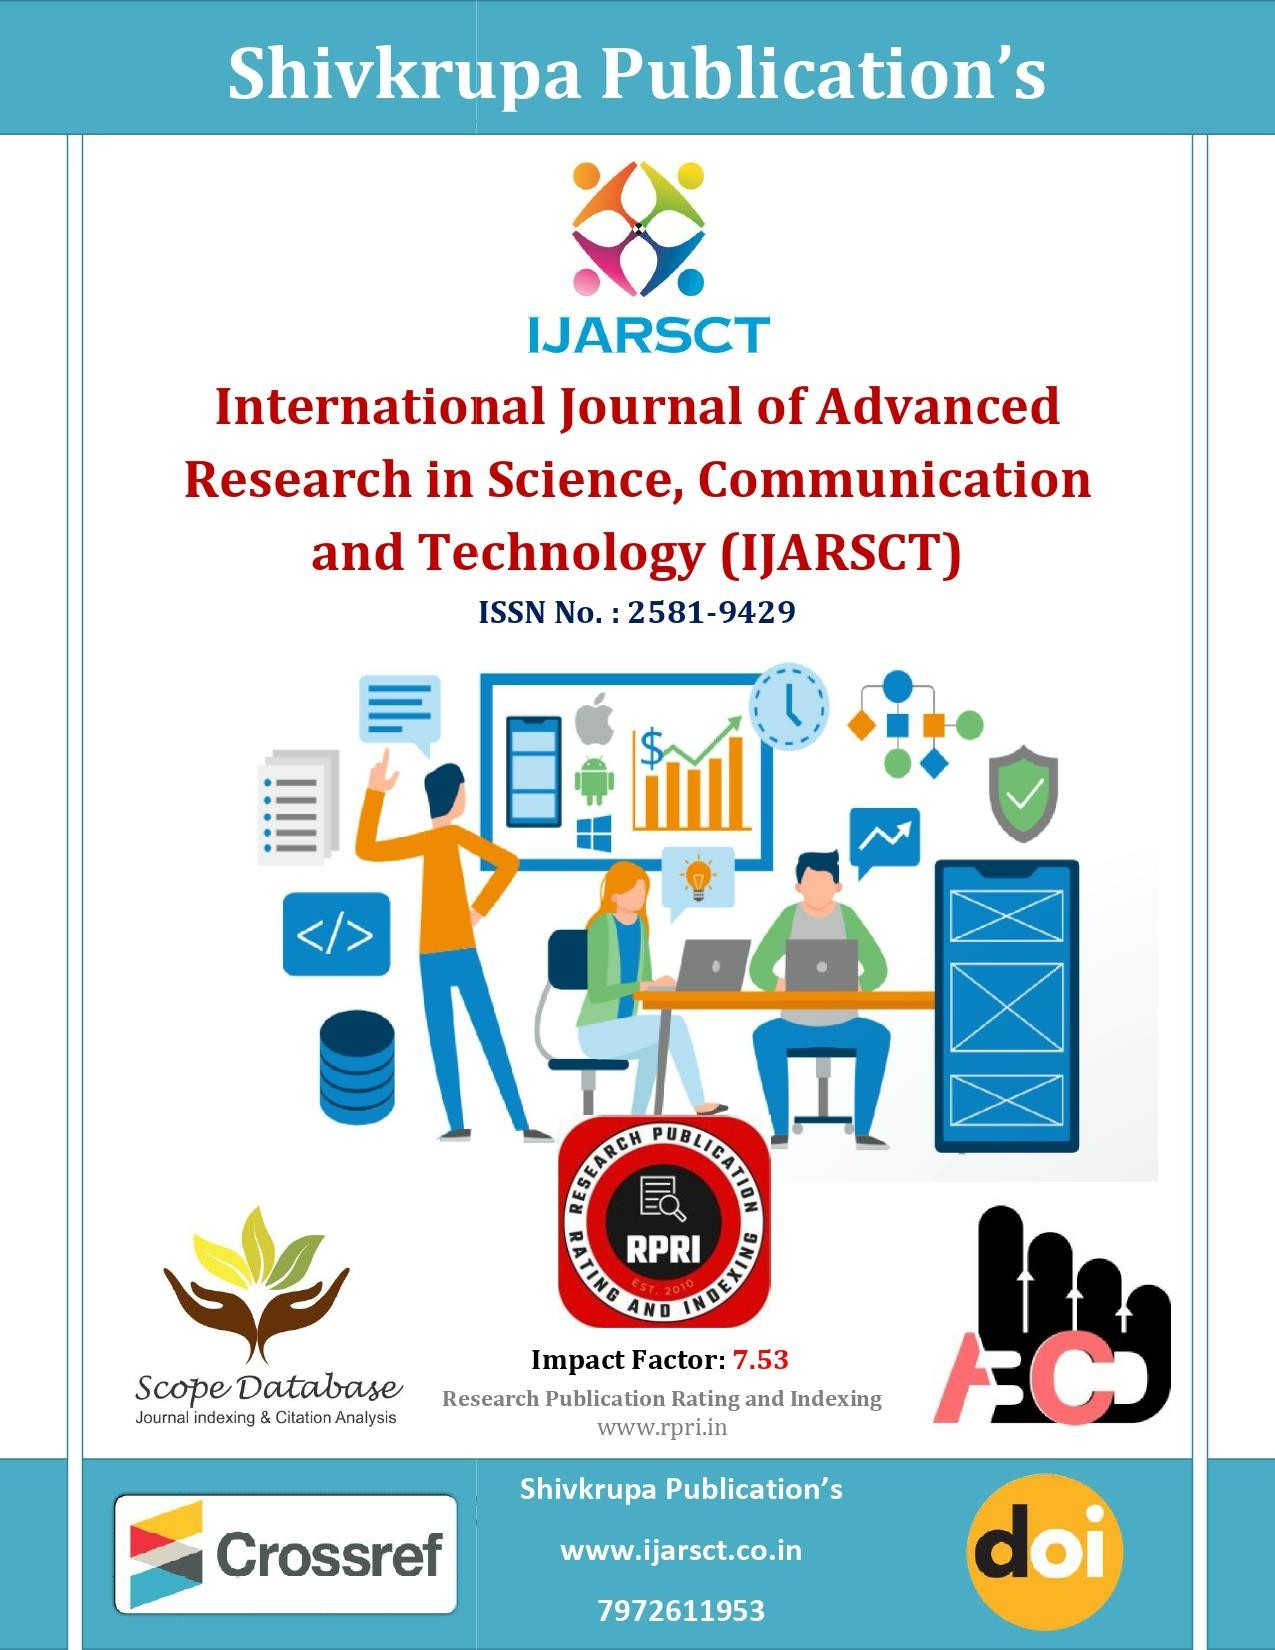 Shivkrupa Publication’s
IJARSCT
International Journal of Advanced
Research in Science, Communication
and Technology (IJARSCT)
ISSN No. : 2581-9429
$
</>
RESEARCH PUBLICATION
RATING AND INDEXING
RPRI
EST. 2010
Scope Database
Journal indexing & Citation Analysis
Impact Factor: 7.53
Research Publication Rating and Indexing
www.rpri.in
ABCD
Crossref
Shivkrupa Publication’s
www.ijarsct.co.in
7972611953
doi